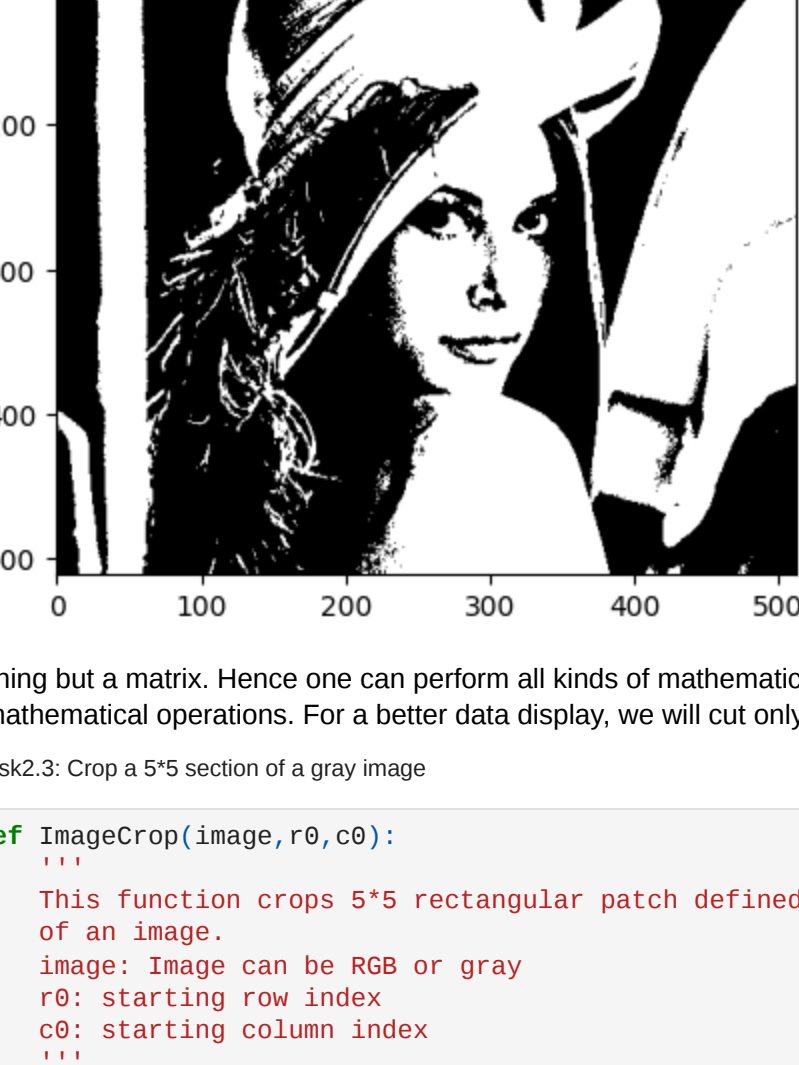 00
00
400
00
0 100 200 300 400 500
ning but a matrix. Hence one can perform all kinds of mathematic
mathematical operations. For a better data display, we will cut only
sk2.3: Crop a 5*5 section of a gray image
ef ImageCrop(image,r0,c0):
'''
This function crops 5*5 rectangular patch defined
of an image.
image: Image can be RGB or gray
r0: starting row index
c0: starting column index
'''